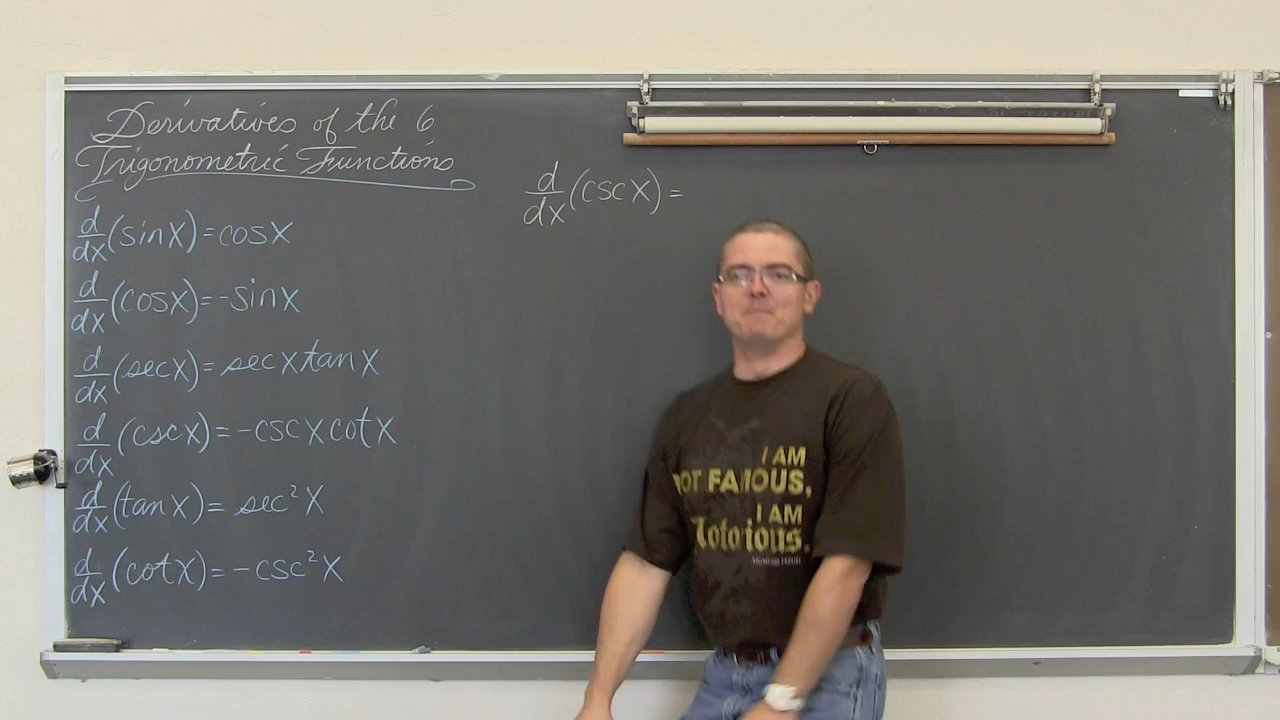 Derivatives of the 6
Trigonometric Functions
d/dx (sin x) = cos x
d/dx (cos x) = -sin x
d/dx (sec x) = sec x tan x
d/dx (csc x) = -csc x cot x
d/dx (tan x) = sec² x
d/dx (cot x) = -csc² x
d/dx (csc x) =
I AM
NOT FAMOUS,
I AM
Notorious.